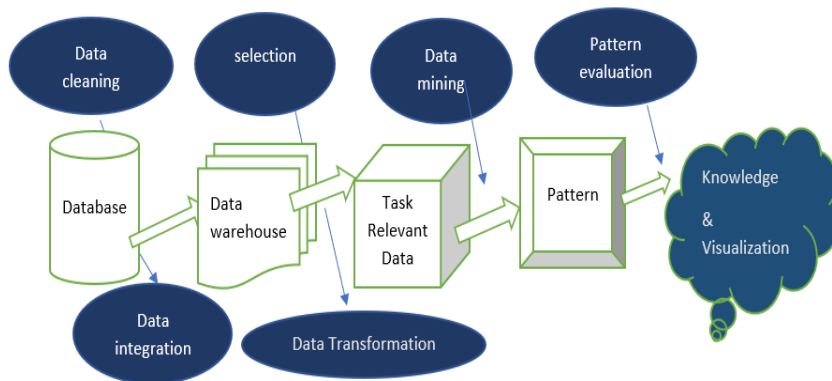 Data
cleaning
selection
Data
mining
Pattern
evaluation
Database
Data
warehouse
Task
Relevant
Data
Pattern
Knowledge
&
Visualization
Data
integration
Data Transformation